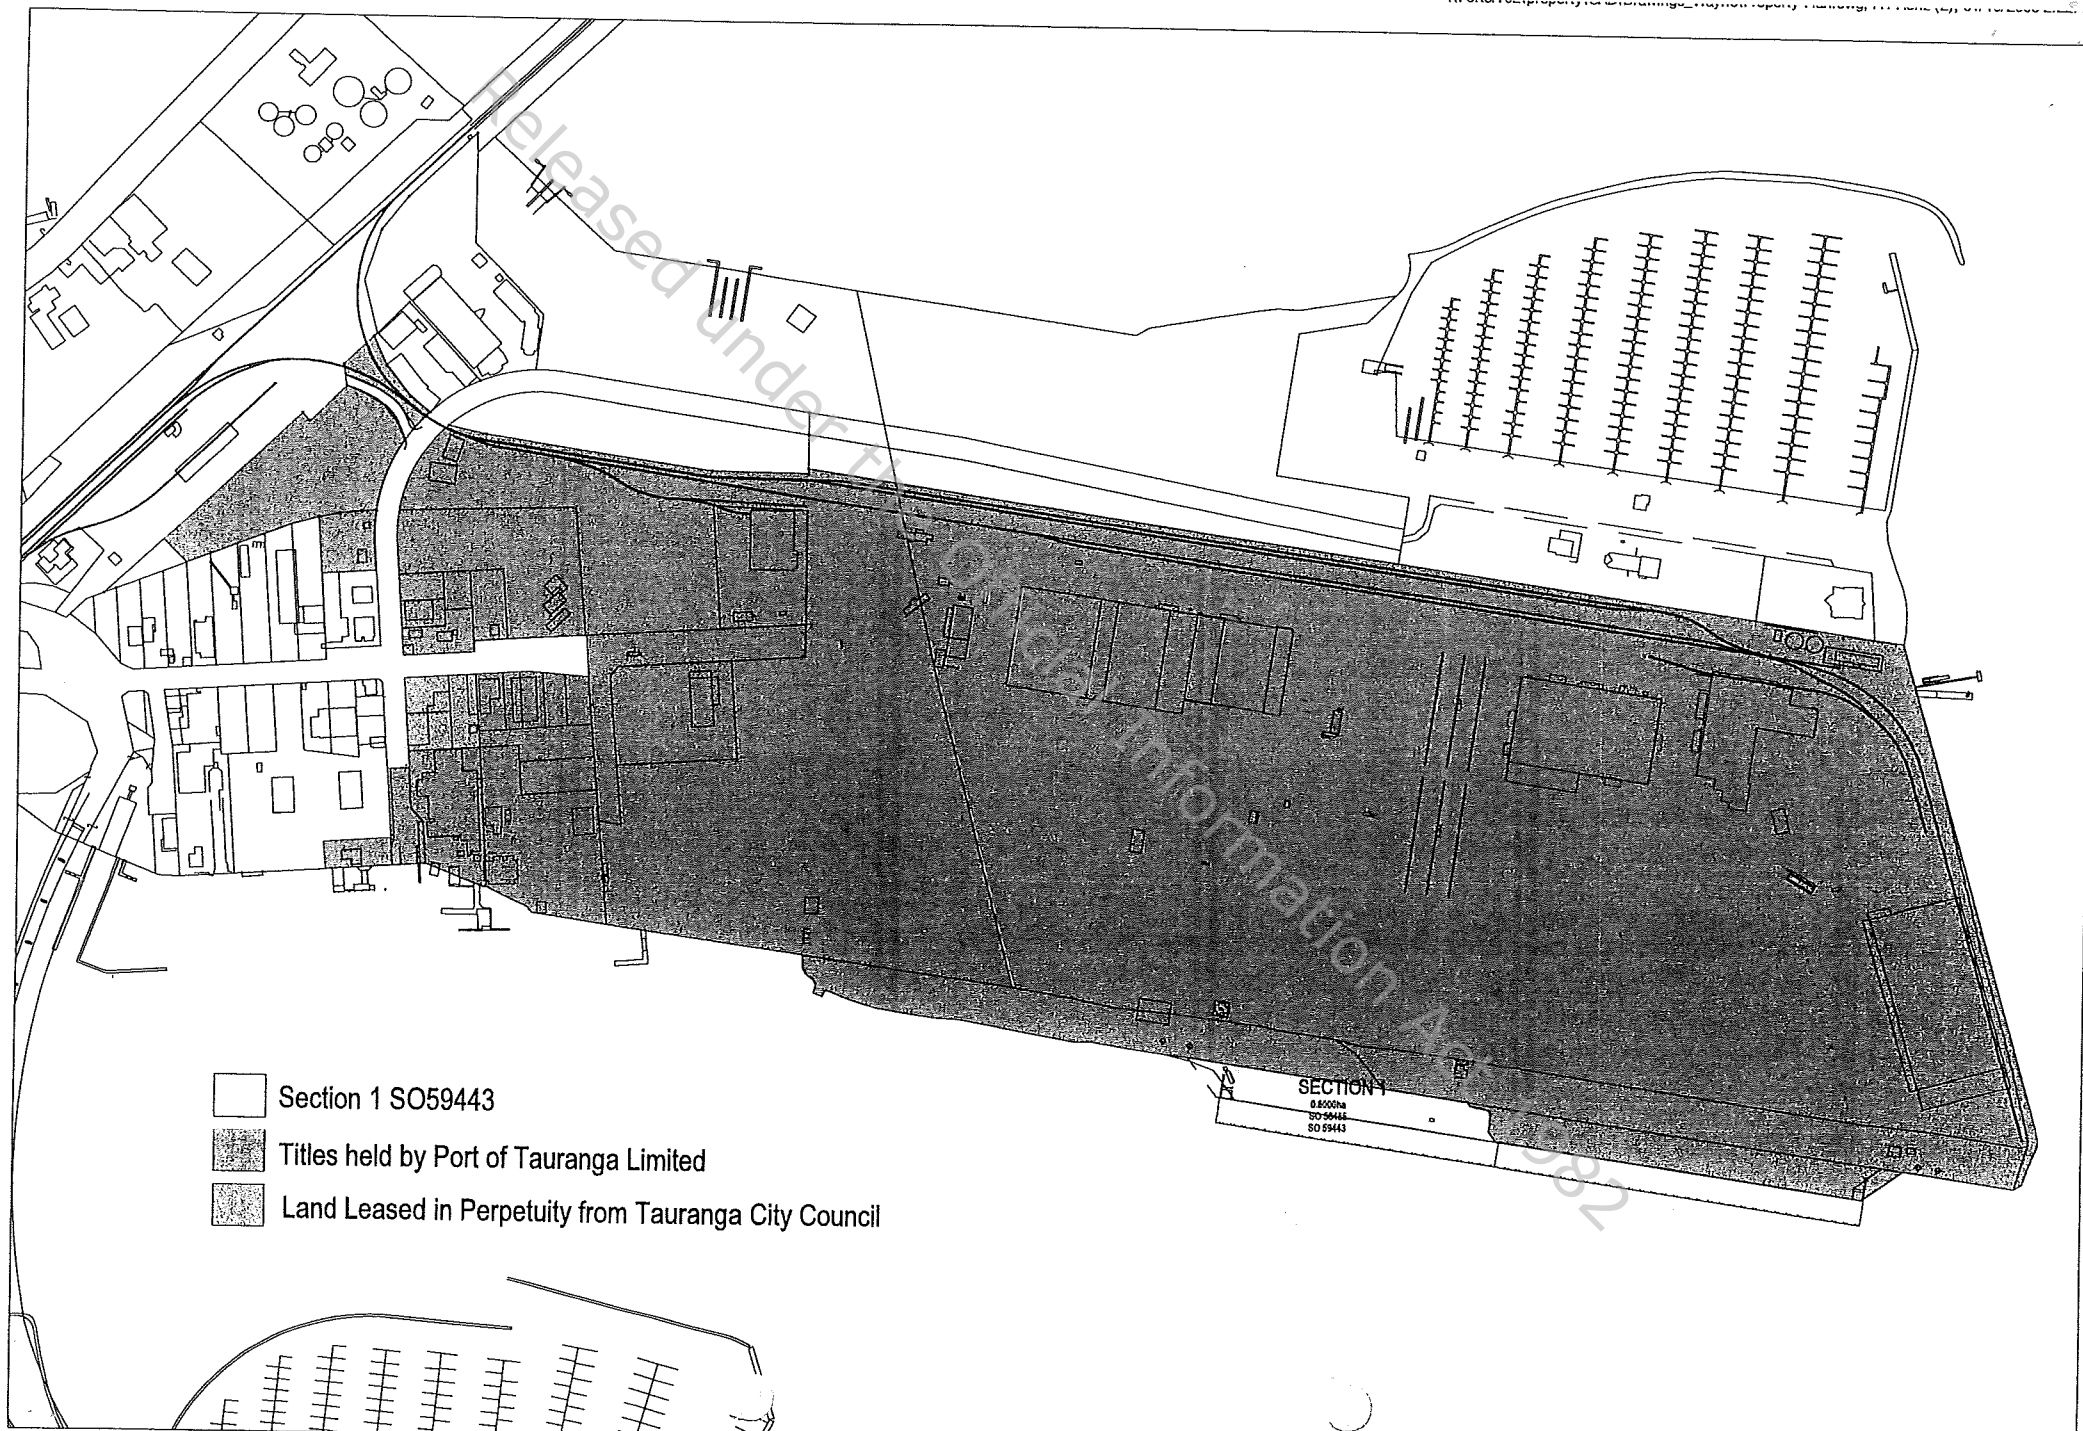 Released under the Official Information Act 1982
SECTION 1
SO 59443
Section 1 SO59443
Titles held by Port of Tauranga Limited
Land Leased in Perpetuity from Tauranga City Council